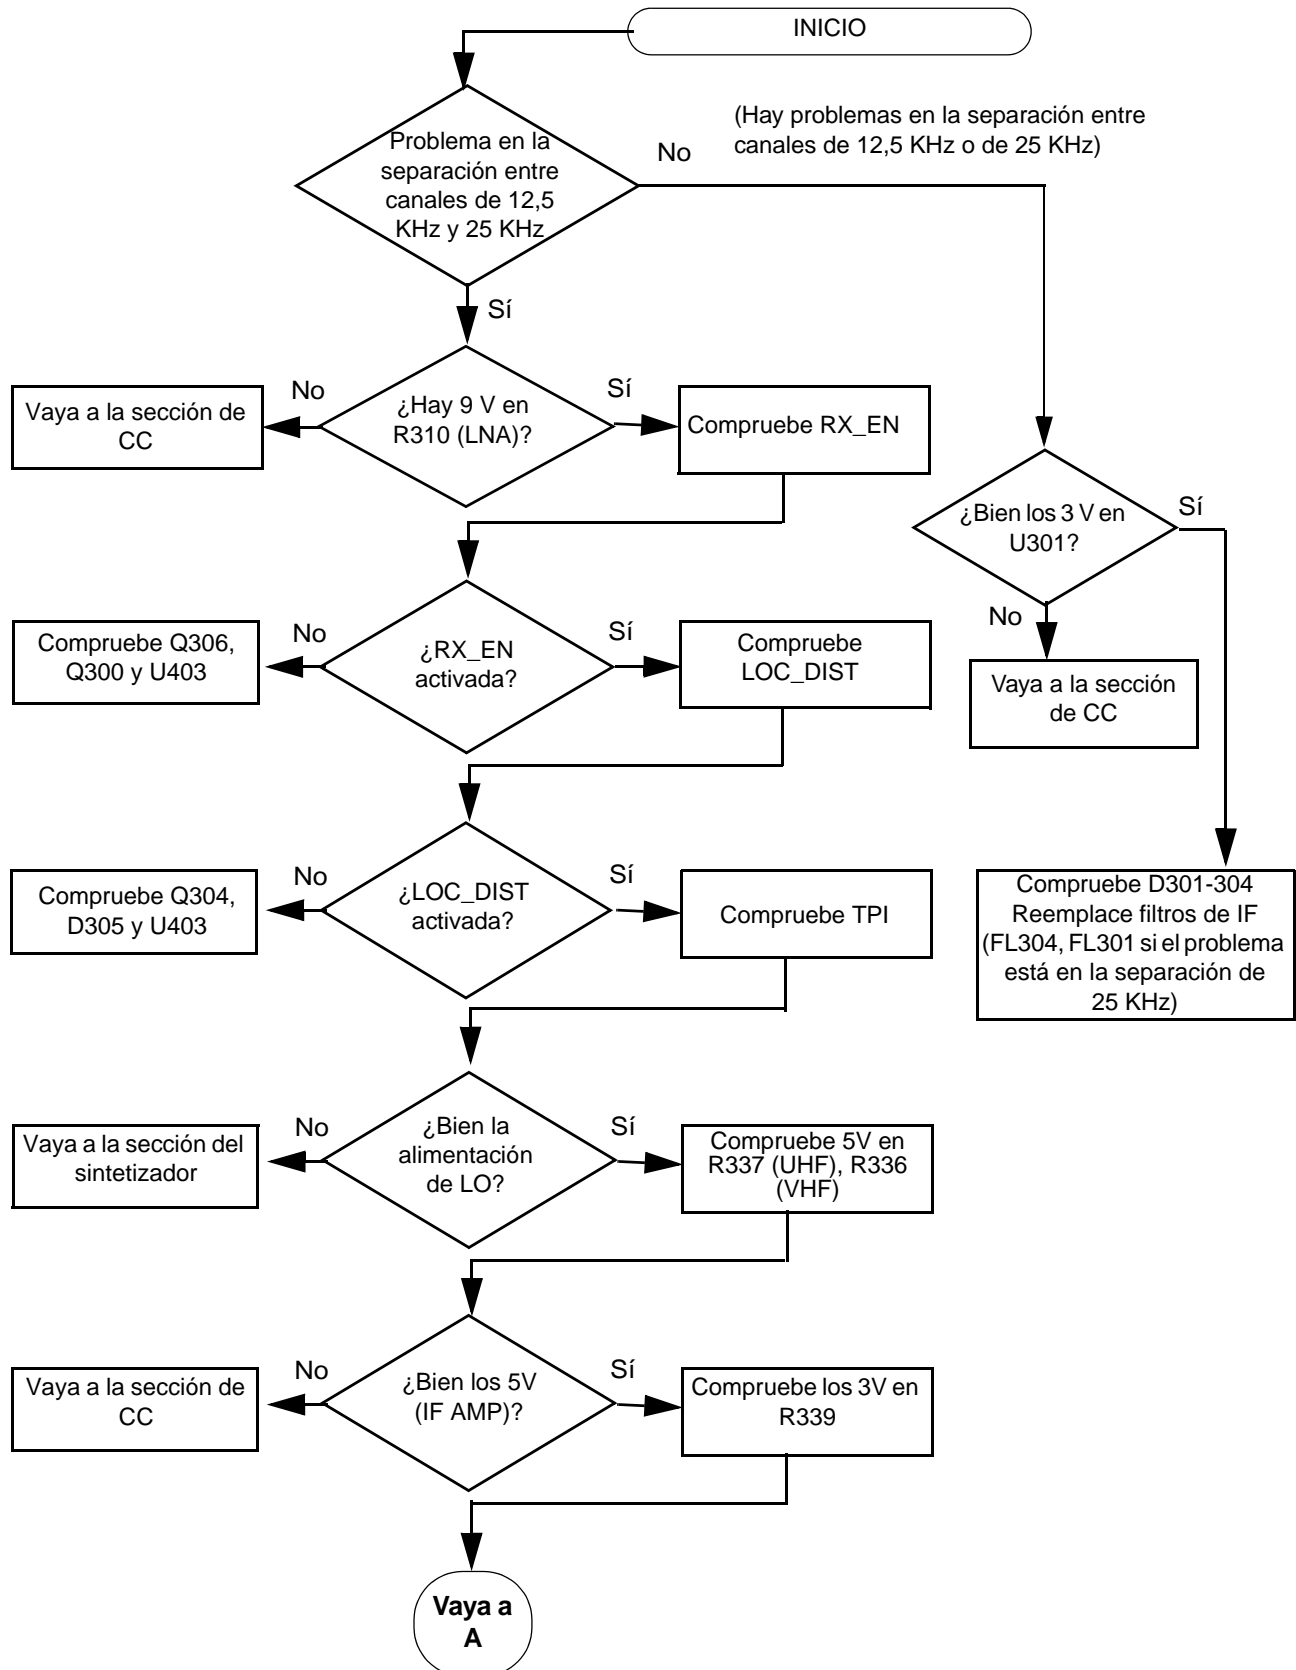 INICIO
Problema en la
separación entre
canales de 12,5
KHz y 25 KHz
No
(Hay problemas en la separación entre
canales de 12,5 KHz o de 25 KHz)
Sí
¿Hay 9 V en
R310 (LNA)?
No
Vaya a la sección de
CC
Sí
Compruebe RX_EN
¿Bien los 3 V en
U301?
Sí
No
Vaya a la sección
de CC
¿RX_EN
activada?
No
Compruebe Q306,
Q300 y U403
Sí
Compruebe
LOC_DIST
¿LOC_DIST
activada?
No
Compruebe Q304,
D305 y U403
Sí
Compruebe TPI
Compruebe D301-304
Reemplace filtros de IF
(FL304, FL301 si el problema
está en la separación de
25 KHz)
¿Bien la
alimentación
de LO?
No
Vaya a la sección del
sintetizador
Sí
Compruebe 5V en
R337 (UHF), R336
(VHF)
¿Bien los 5V
(IF AMP)?
No
Vaya a la sección de
CC
Sí
Compruebe los 3V en
R339
Vaya a
A